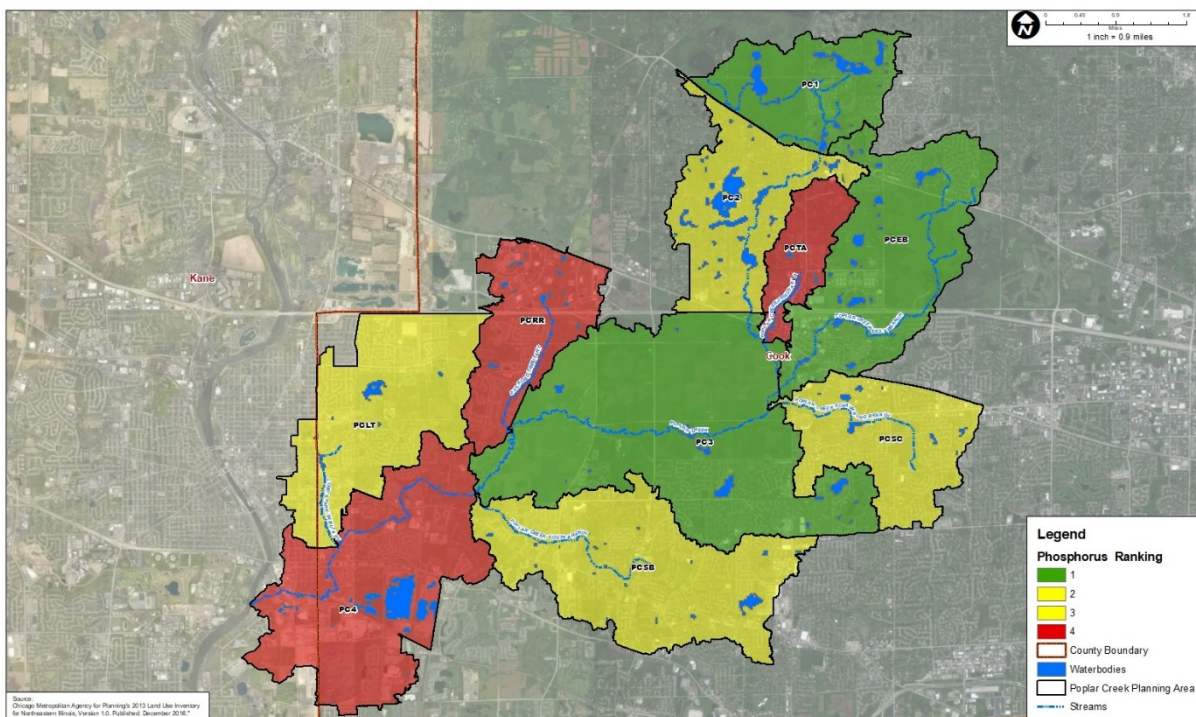 N
0 0.45 0.9 1.8
Miles
1 inch = 0.9 miles
PC1
PC2
PCTA
PCEB
Kane
PCRR
Cook
PCLT
PC3
POPLAR CREEK
PCSC
PCSB
PC4
Legend
Phosphorus Ranking
1
2
3
4
County Boundary
Waterbodies
Poplar Creek Planning Area
Streams
Source:
Chicago Metropolitan Agency for Planning's 2013 Land Use Inventory
for Northeastern Illinois, Version 1.0. Published: December 2016."